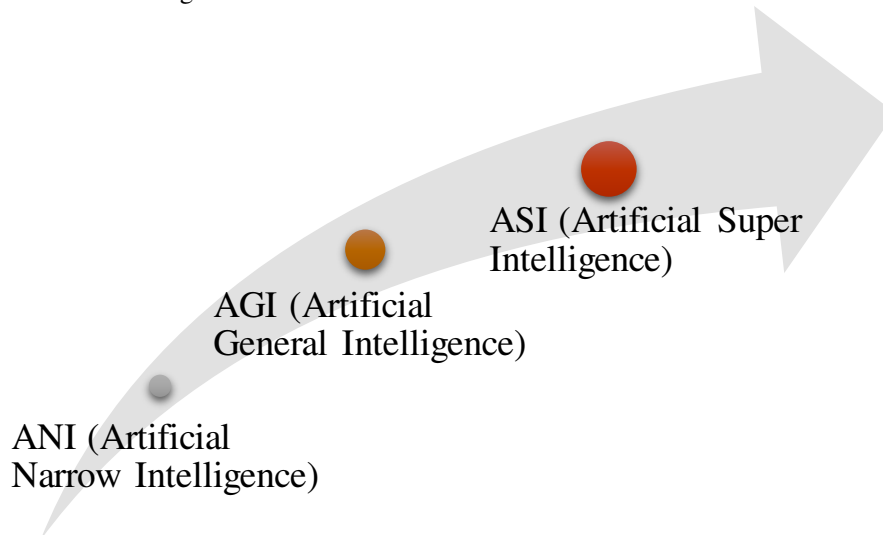 ANI (Artificial
Narrow Intelligence)
AGI (Artificial
General Intelligence)
ASI (Artificial Super
Intelligence)